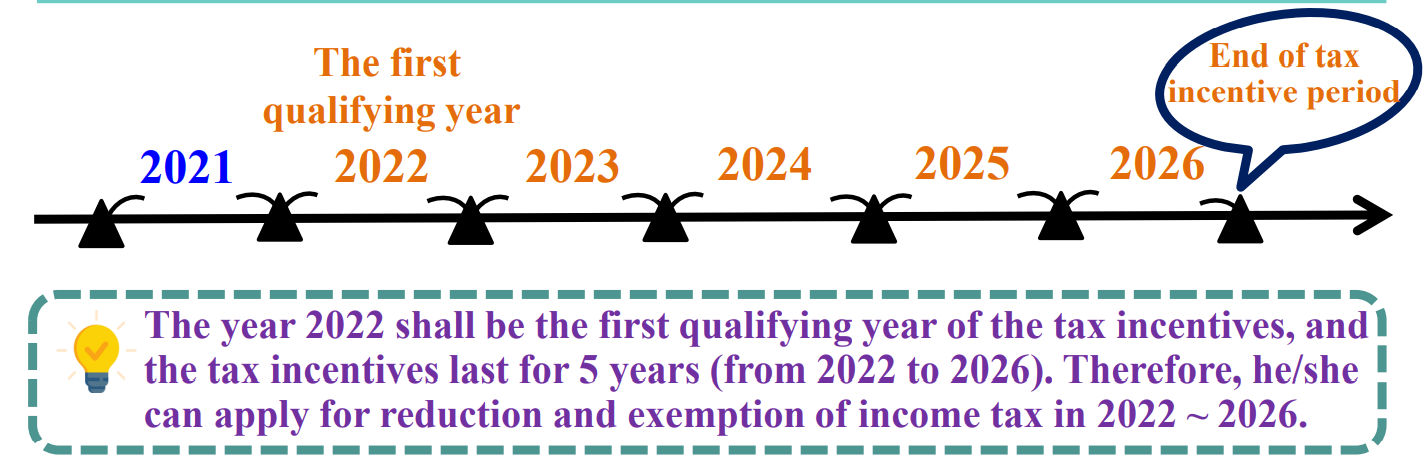 End of tax
incentive period
The first
qualifying year
2021 2022 2023 2024 2025 2026
The year 2022 shall be the first qualifying year of the tax incentives, and
the tax incentives last for 5 years (from 2022 to 2026). Therefore, he/she
can apply for reduction and exemption of income tax in 2022 ~ 2026.